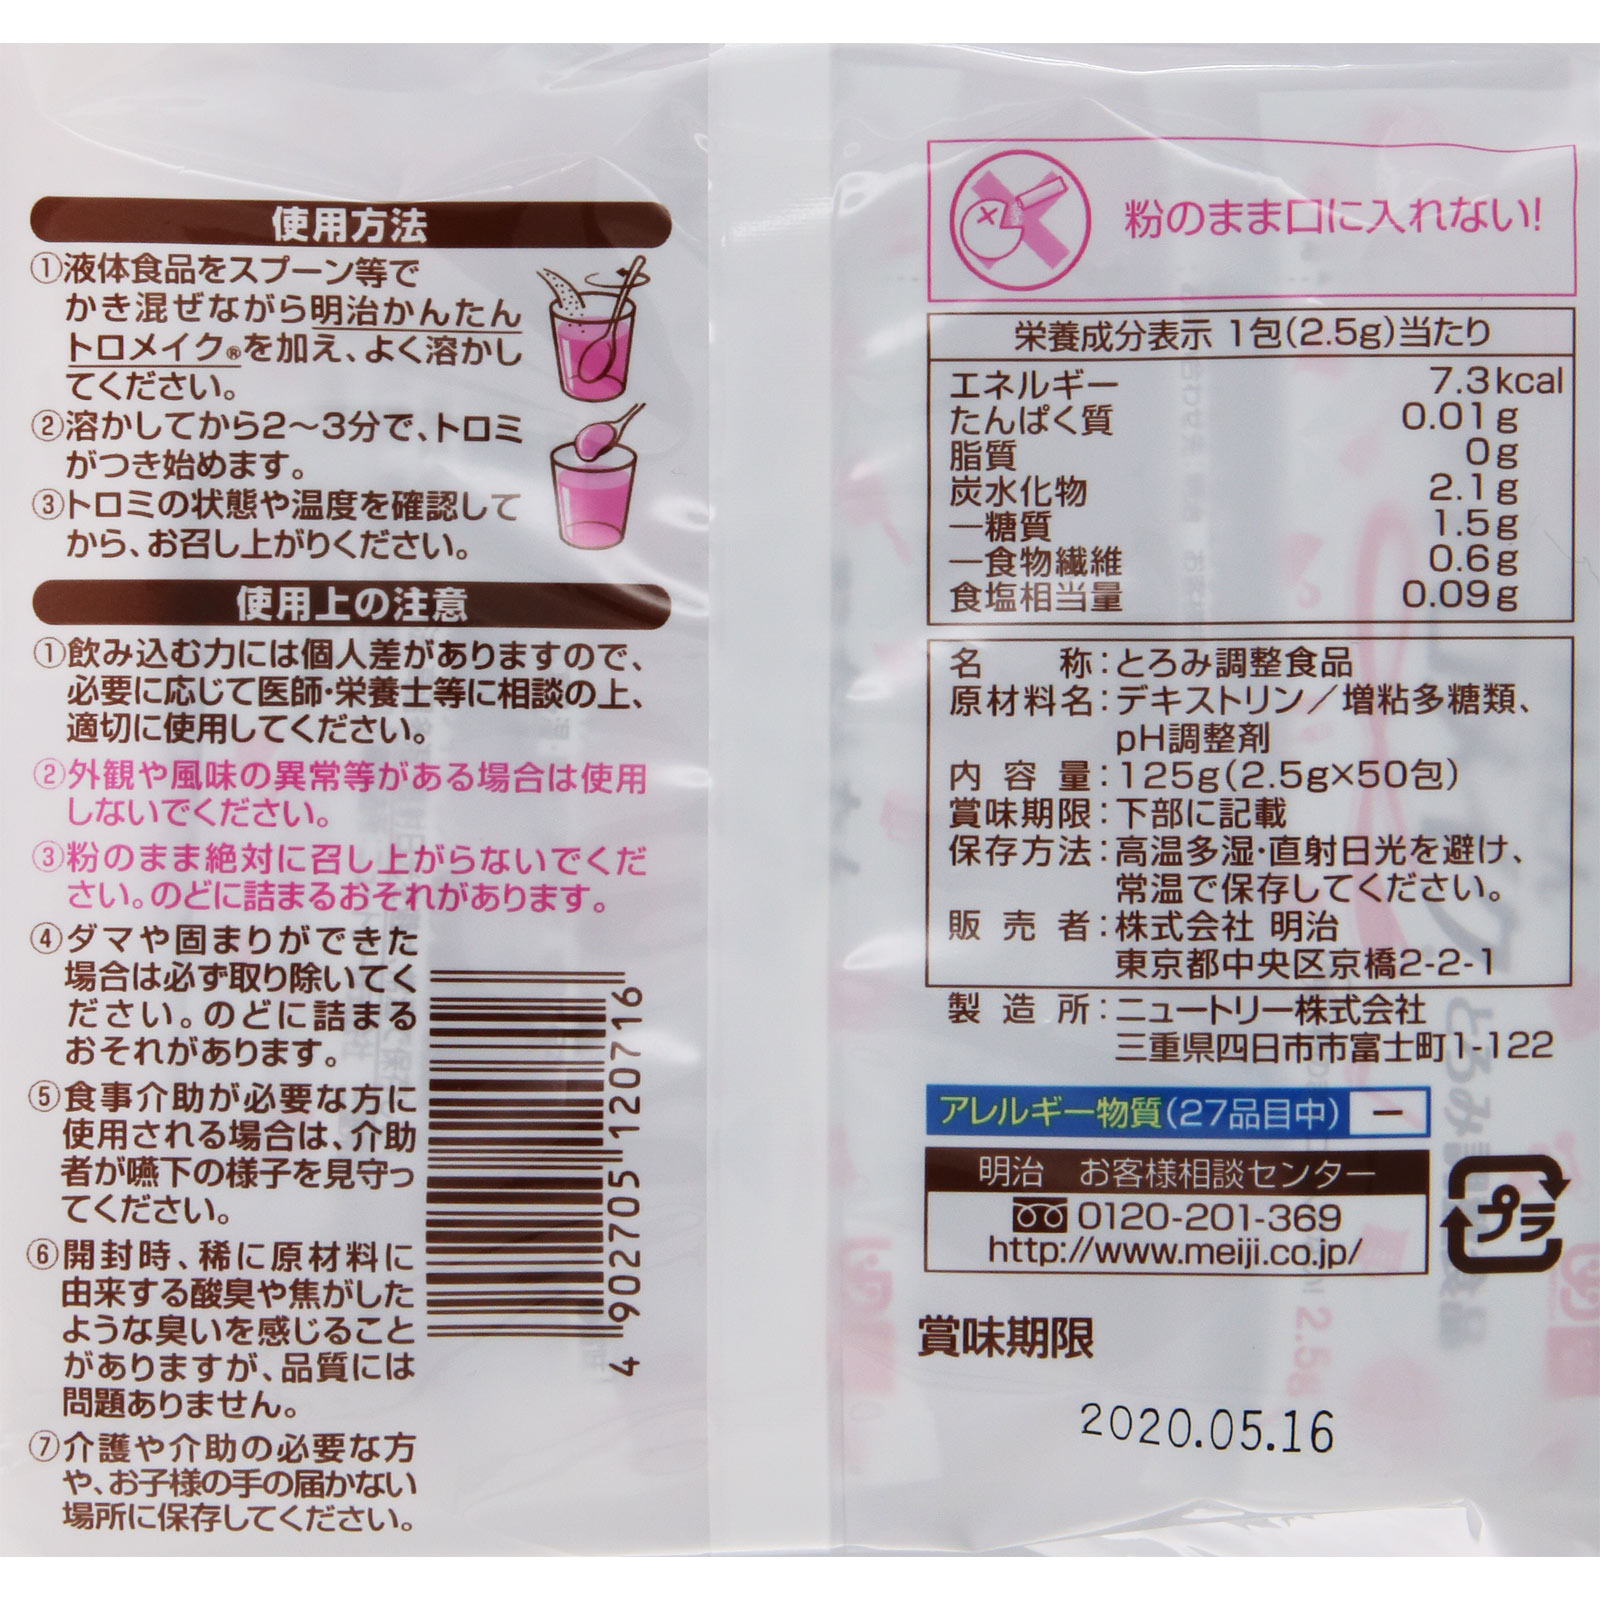 使用方法
①液体食品をスプーン等で
かき混ぜながら明治かんたん
トロメイク®を加え、よく溶かし
てください。
②溶かしてから2〜3分で、トロミ
がつき始めます。
③トロミの状態や温度を確認して
から、お召し上がりください。
使用上の注意
①飲み込む力には個人差がありますので、
必要に応じて医師・栄養士等に相談の上、
適切に使用してください。
②外観や風味の異常等がある場合は使用
しないでください。
③粉のまま絶対に召し上がらないでくだ
さい。のどに詰まるおそれがあります。
④ダマや固まりができた
場合は必ず取り除いてく
ださい。のどに詰まる
おそれがあります。
⑤食事介助が必要な方に
使用される場合は、介助
者が嚥下の様子を見守っ
てください。
⑥開封時、稀に原材料に
由来する酸臭や焦がした
ような臭いを感じること
がありますが、品質には
問題ありません。
⑦介護や介助の必要な方
や、お子様の手の届かない
場所に保存してください。
4 902705 120716
粉のまま口に入れない!
栄養成分表示 1包(2.5g)当たり
エネルギー 7.3kcal
たんぱく質 0.01g
脂質 0g
炭水化物 2.1g
―糖質 1.5g
―食物繊維 0.6g
食塩相当量 0.09g
名称:とろみ調整食品
原材料名:デキストリン/増粘多糖類、
pH調整剤
内容量:125g(2.5g×50包)
賞味期限:下部に記載
保存方法:高温多湿・直射日光を避け、
常温で保存してください。
販売者:株式会社 明治
東京都中央区京橋2-2-1
製造所:ニュートリー株式会社
三重県四日市市富士町1-122
アレルギー物質(27品目中) ―
明治 お客様相談センター
0120-201-369
http://www.meiji.co.jp/
プラ
賞味期限
2020.05.16